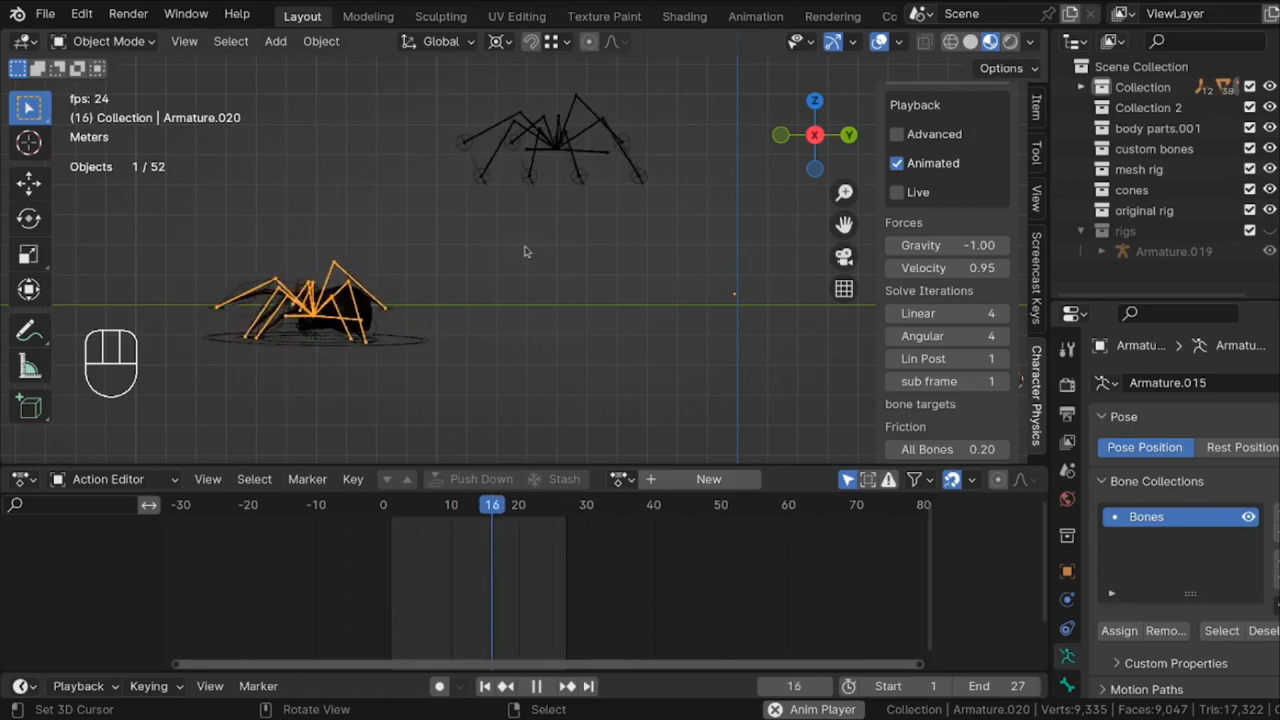 File Edit Render Window Help Layout Modeling Sculpting UV Editing Texture Paint Shading Animation Rendering Scene ViewLayer
Object Mode View Select Add Object Global
Options
fps: 24
(16) Collection | Armature.020
Meters
Objects 1 / 52
Z
X
Y
Playback
Advanced
Animated
Live
Forces
Gravity -1.00
Velocity 0.95
Solve Iterations
Linear 4
Angular 4
Lin Post 1
sub frame 1
bone targets
Friction
All Bones 0.20
Item
Tool
View
Screencast Keys
Character Physics
Scene Collection
Collection 12 38
Collection 2
body parts.001
custom bones
mesh rig
cones
original rig
rigs
Armature.019
Armatu... Armatu...
Armature.015
Pose
Pose Position Rest Position
Bone Collections
Bones
Assign Remo... Select Desel
Custom Properties
Motion Paths
Action Editor View Select Marker Key Push Down Stash New
-30 -20 -10 0 10 16 20 30 40 50 60 70 80
Playback Keying View Marker 16 Start 1 End 27
Set 3D Cursor Rotate View Select Anim Player Collection | Armature.020 | Verts:9,335 | Faces:9,047 | Tris:17,322